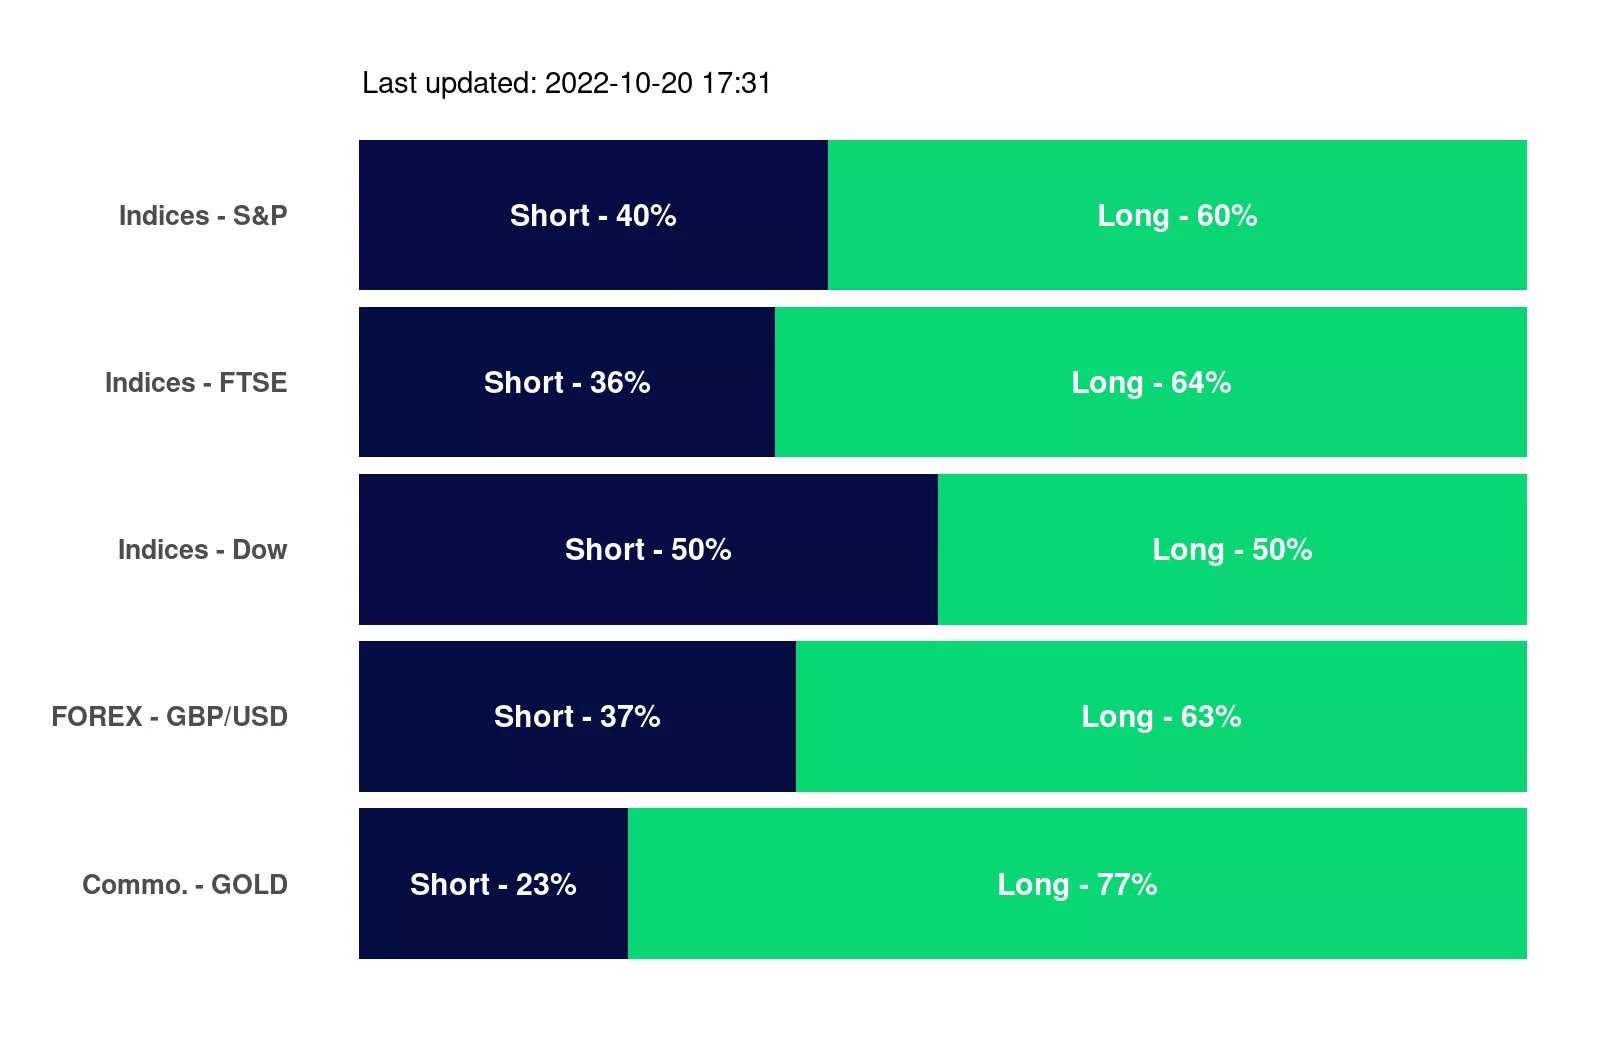 Last updated: 2022-10-20 17:31
Indices - S&P Short - 40% Long - 60%
Indices - FTSE Short - 36% Long - 64%
Indices - Dow Short - 50% Long - 50%
FOREX - GBP/USD Short - 37% Long - 63%
Commo. - GOLD Short - 23% Long - 77%